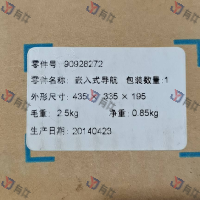 零件号 90928272
零件名称: 嵌入式导航 包装数量:1
外形尺寸: 435L × 335 × 195
毛重: 2.5kg 净重: 0.85kg
生产日期: 20140423